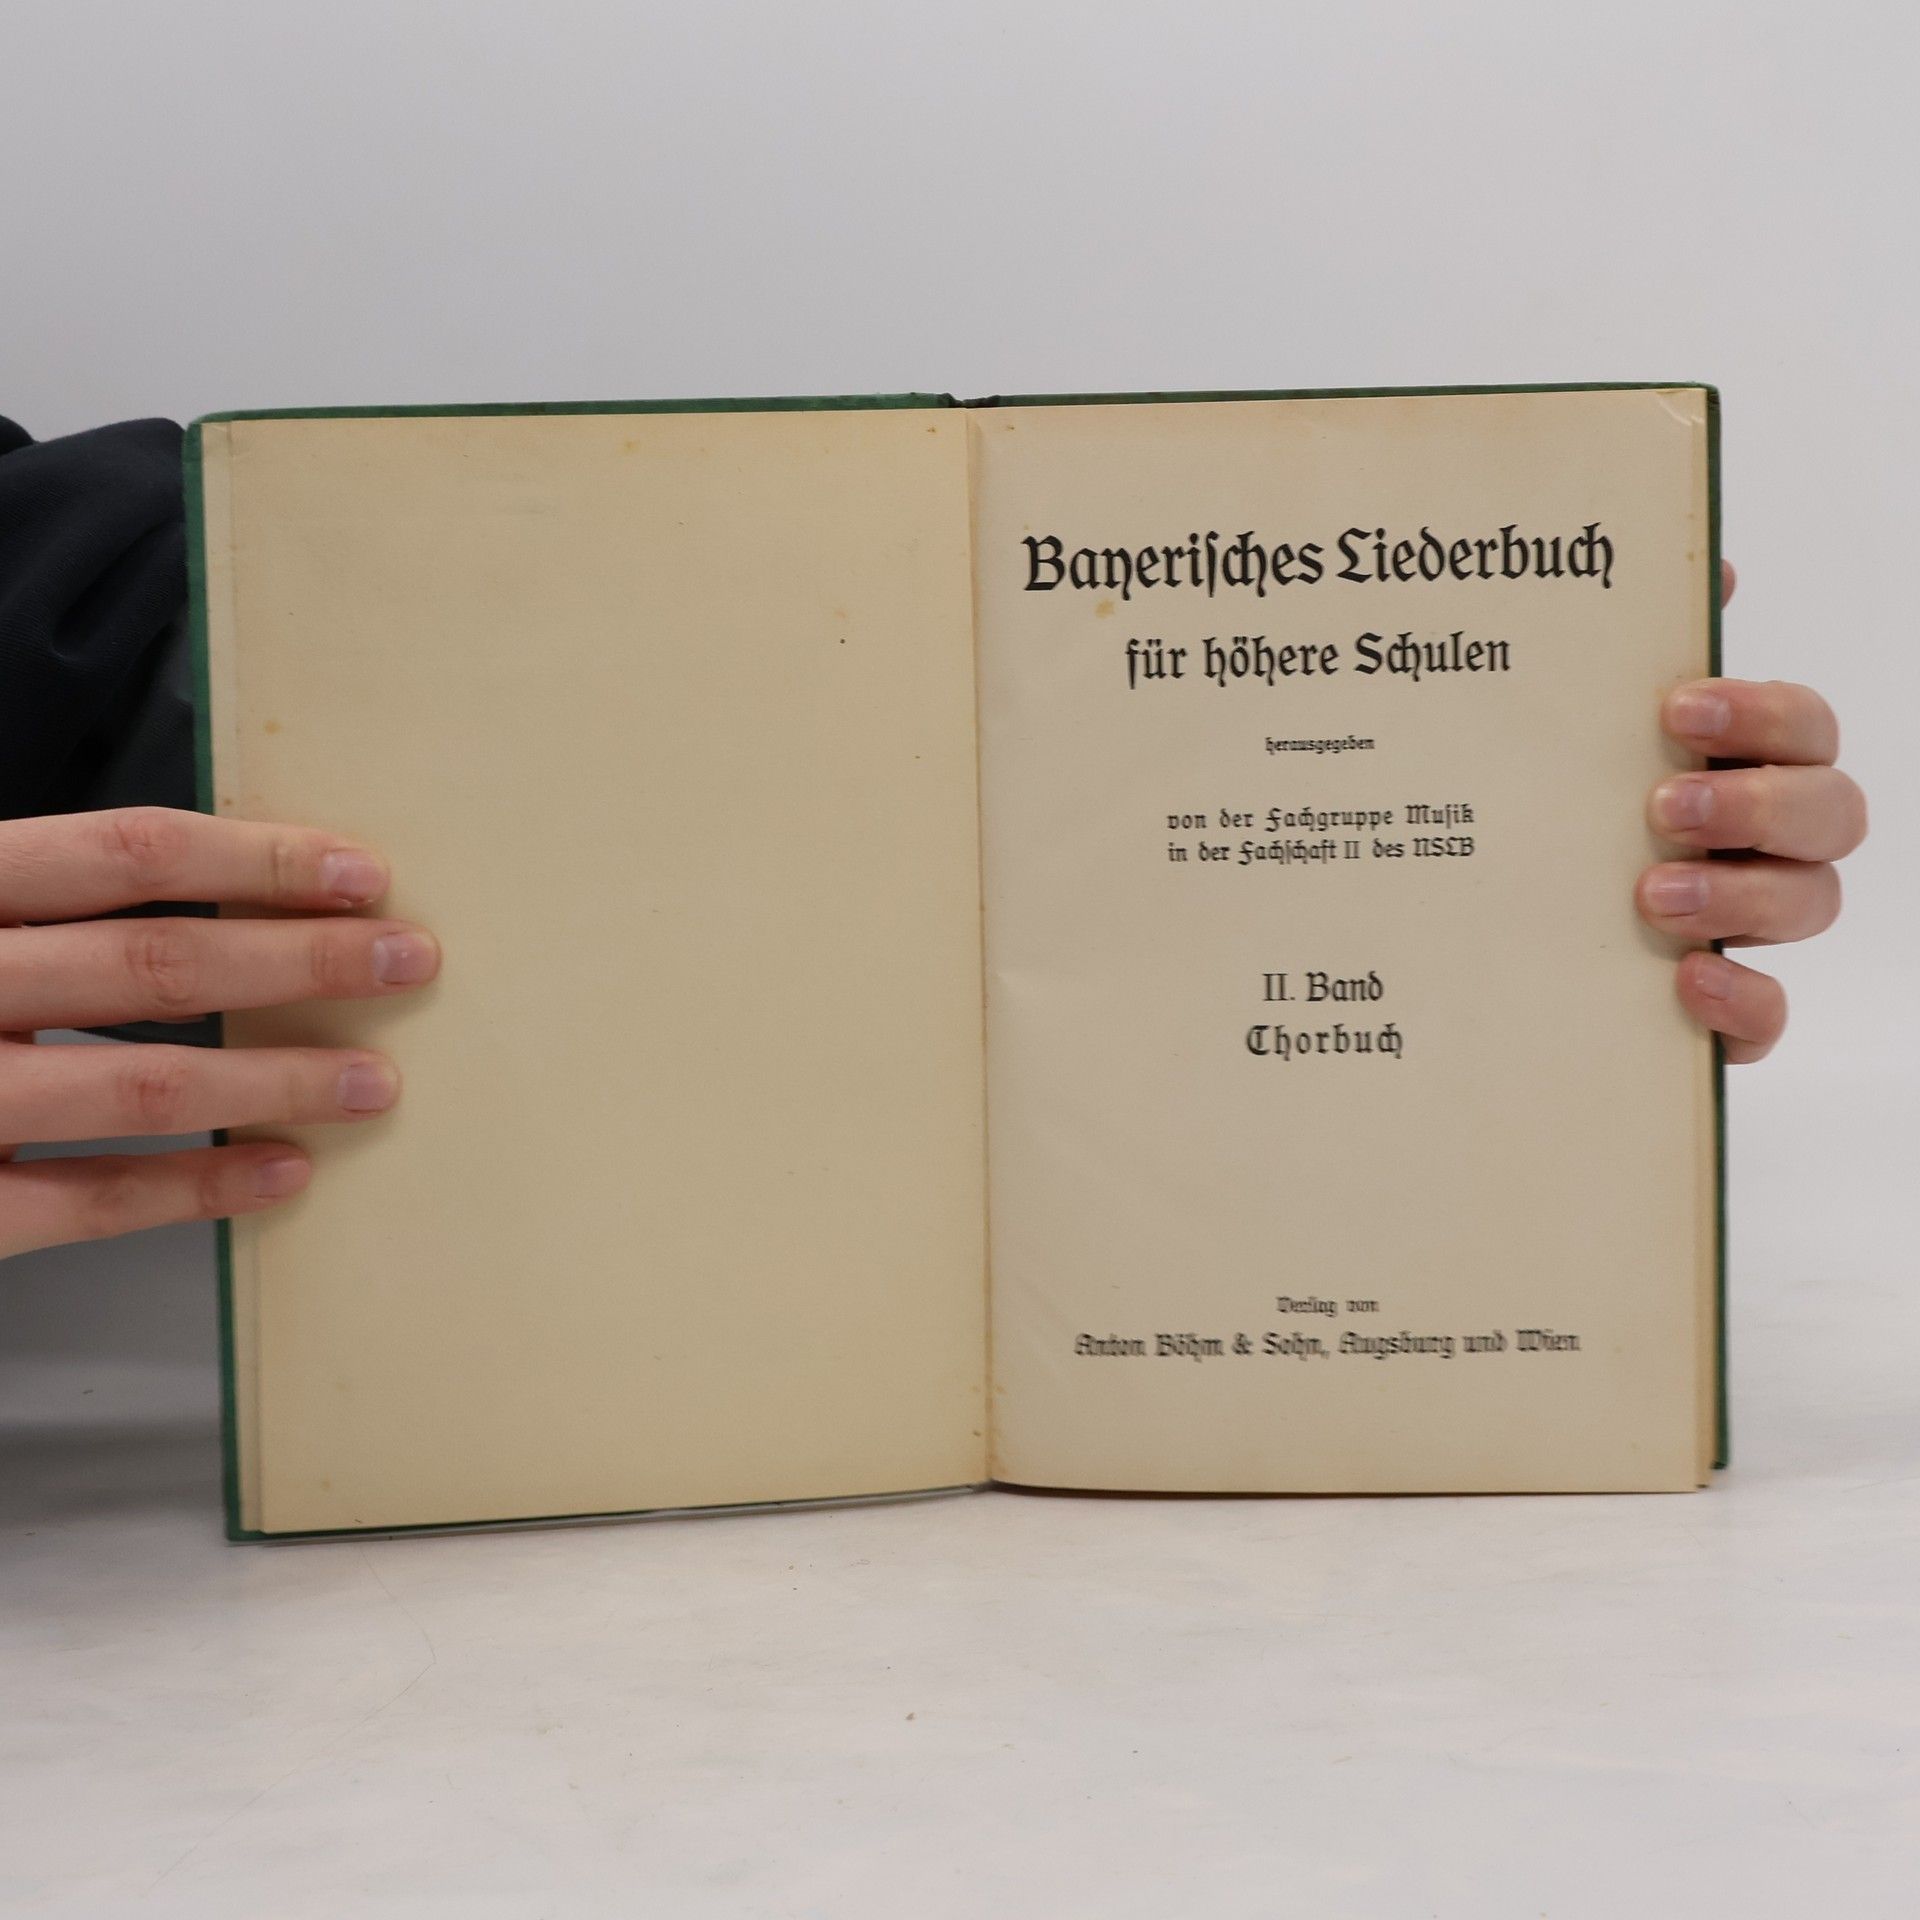 Bayerisches Liederbuch
für höhere Schulen
herausgegeben
von der Fachgruppe Musik
in der Fachschaft II des NSLB
II. Band
Chorbuch
Verlag von
Anton Böhm & Sohn, Augsburg und Wien